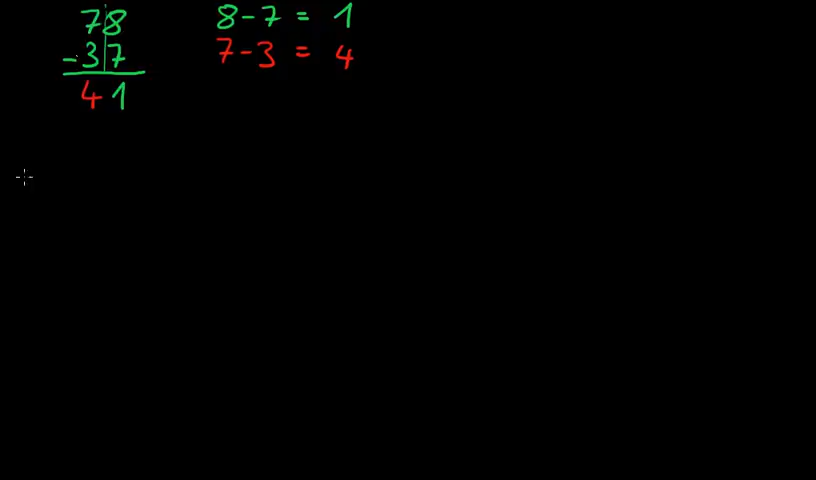 78 8-7 = 1
-37 7-3 = 4
41